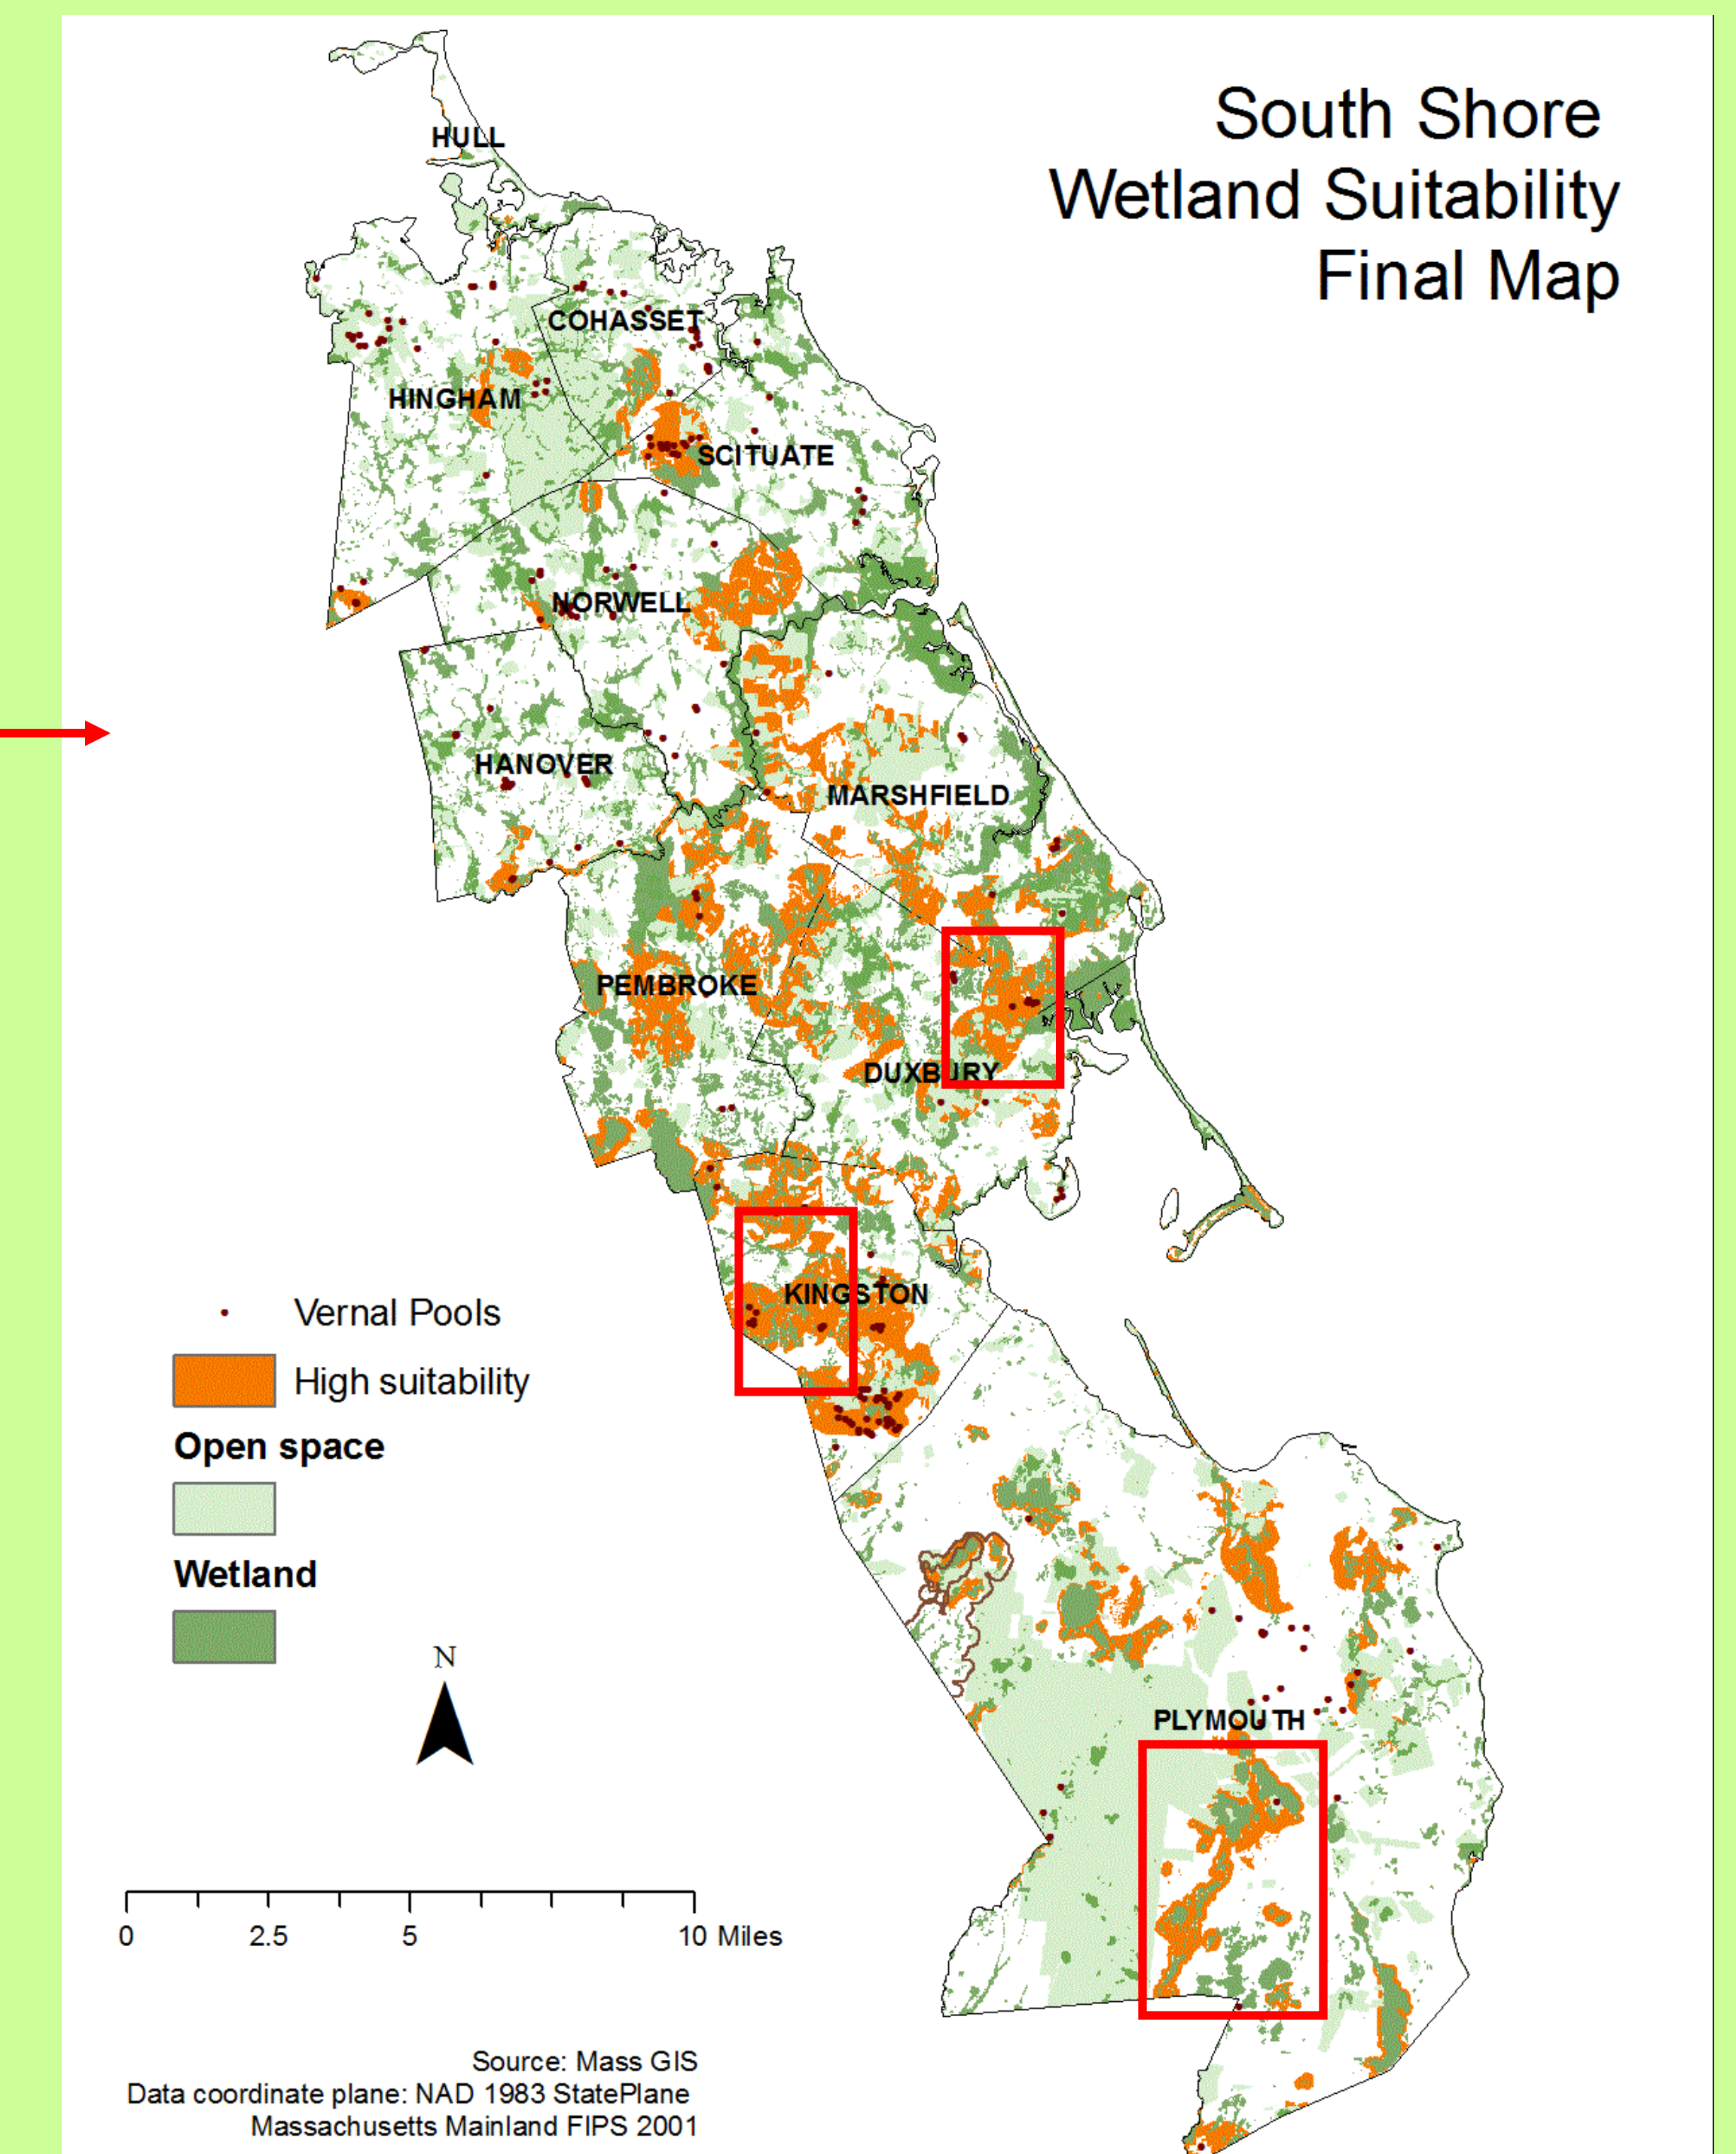 South Shore
Wetland Suitability
Final Map
HULL
COHASSET
HINGHAM
SCITUATE
NORWELL
HANOVER
MARSHFIELD
PEMBROKE
DUXBURY
KINGSTON
PLYMOUTH
Vernal Pools
High suitability
Open space
Wetland
N
0 2.5 5 10 Miles
Source: Mass GIS
Data coordinate plane: NAD 1983 StatePlane
Massachusetts Mainland FIPS 2001